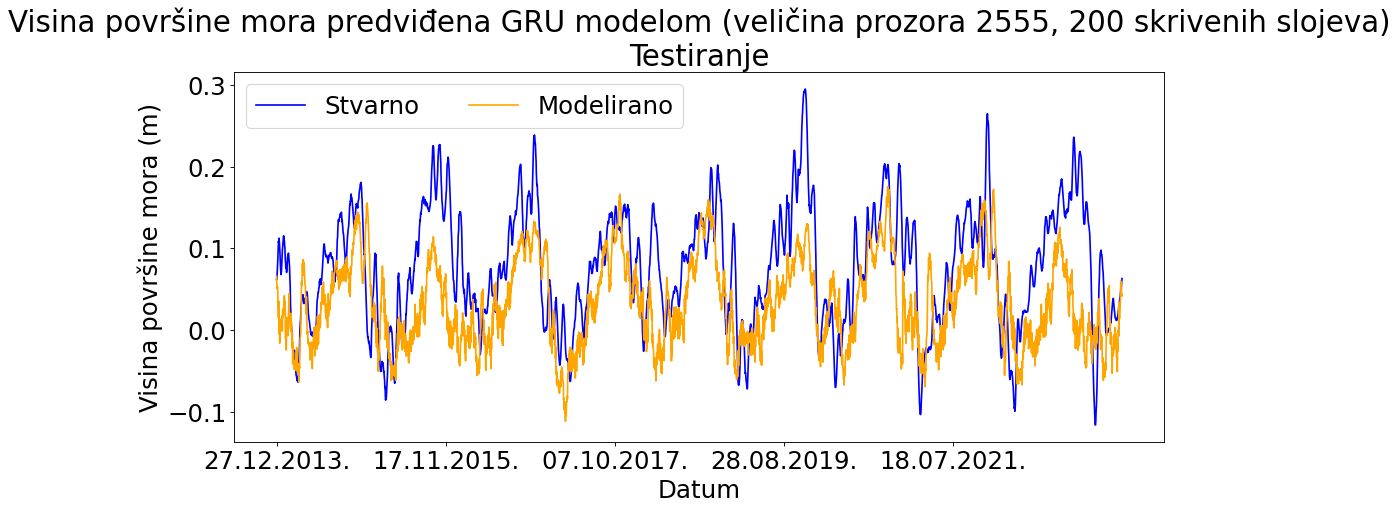 Visina površine mora predviđena GRU modelom (veličina prozora 2555, 200 skrivenih slojeva)
Testiranje
Stvarno
Modelirano
Visina površine mora (m)
0.3
0.2
0.1
0.0
−0.1
27.12.2013.
17.11.2015.
07.10.2017.
28.08.2019.
18.07.2021.
Datum